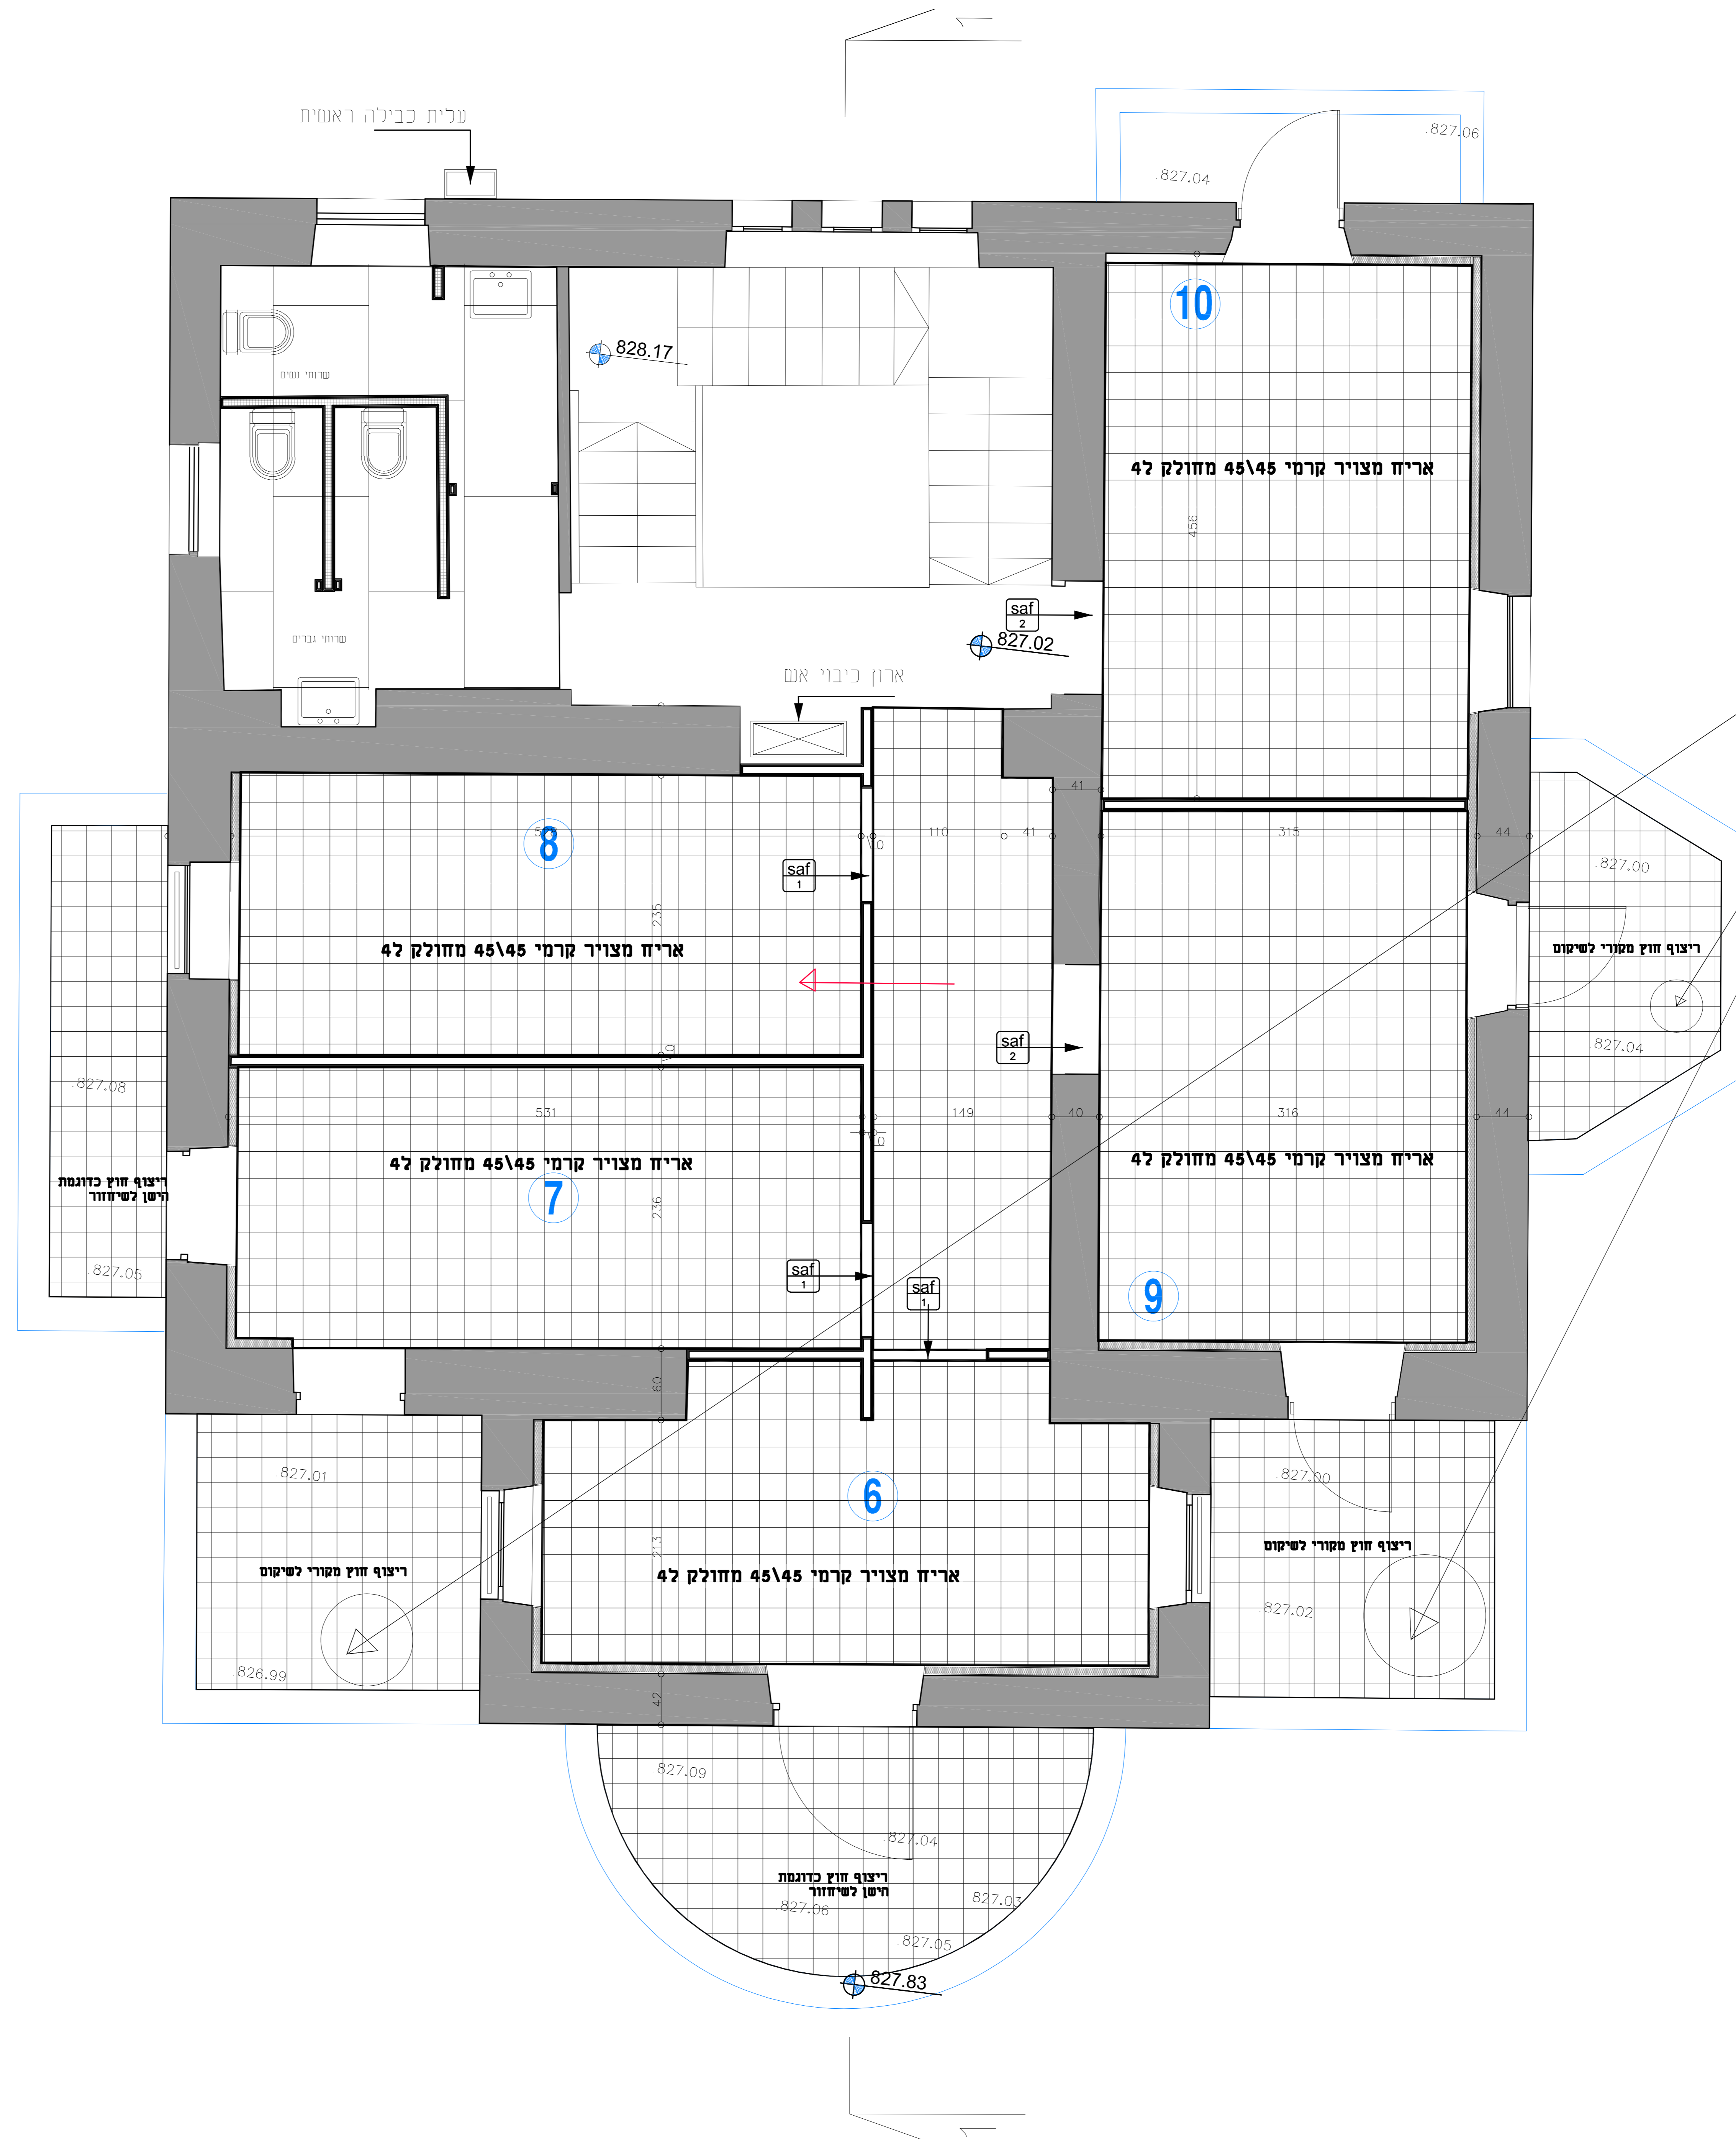 827.06
עלית כבילה ראשית
827.04
10
828.17
שרותי נשים
אריח מצויר קרמי 45\45 מחולק ל4
456
saf
2
827.02
שרותי גברים
ארון כיבוי אש
41
8
110
41
315
44
827.00
saf
1
235
אריח מצויר קרמי 45\45 מחולק ל4
ריצוף חוץ מקורי לשיקום
saf
2
827.04
827.08
531
149
40
316
44
אריח מצויר קרמי 45\45 מחולק ל4
אריח מצויר קרמי 45\45 מחולק ל4
ריצוף חוץ כדוגמת
הישן לשיחזור
7
236
827.05
saf
1
saf
1
9
60
827.01
827.00
6
213
ריצוף חוץ מקורי לשיקום
ריצוף חוץ מקורי לשיקום
אריח מצויר קרמי 45\45 מחולק ל4
827.02
826.99
42
827.09
827.04
ריצוף חוץ כדוגמת
הישן לשיחזור
827.06
827.03
827.05
827.83